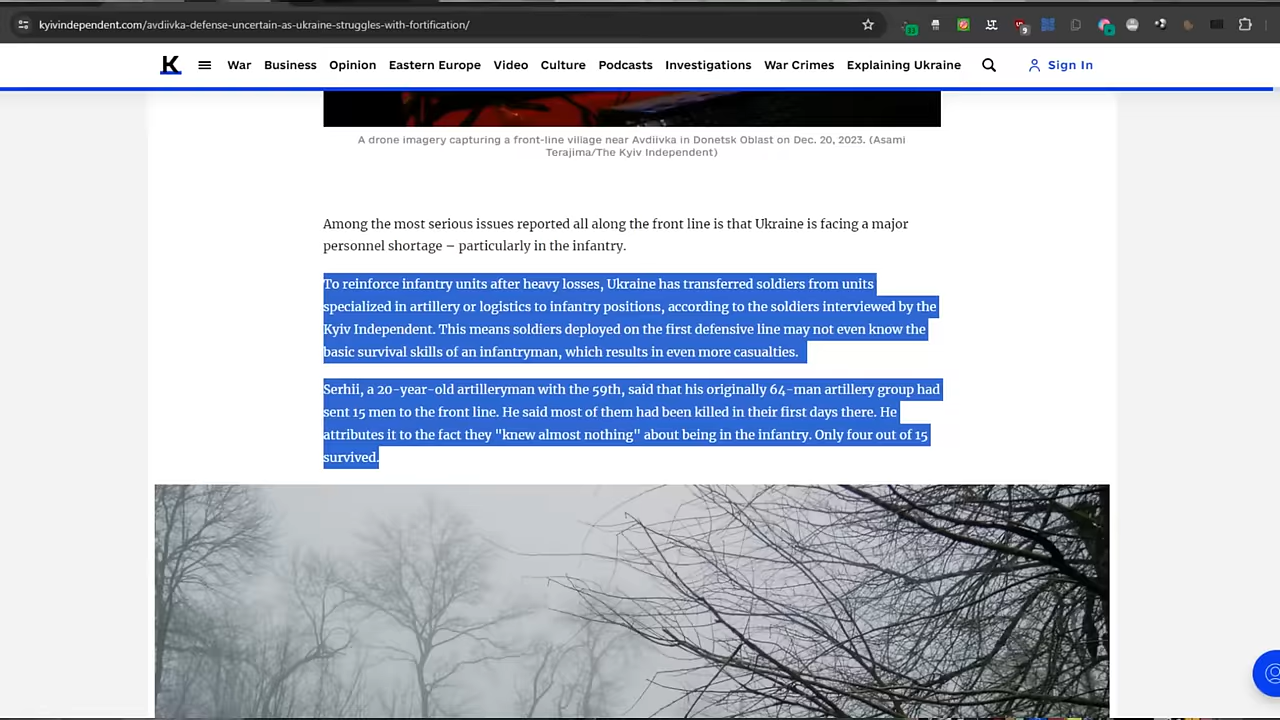 kyivindependent.com/avdiivka-defense-uncertain-as-ukraine-struggles-with-fortification/
K War Business Opinion Eastern Europe Video Culture Podcasts Investigations War Crimes Explaining Ukraine Sign In
A drone imagery capturing a front-line village near Avdiivka in Donetsk Oblast on Dec. 20, 2023. (Asami
Terajima/The Kyiv Independent)
Among the most serious issues reported all along the front line is that Ukraine is facing a major
personnel shortage – particularly in the infantry.
To reinforce infantry units after heavy losses, Ukraine has transferred soldiers from units
specialized in artillery or logistics to infantry positions, according to the soldiers interviewed by the
Kyiv Independent. This means soldiers deployed on the first defensive line may not even know the
basic survival skills of an infantryman, which results in even more casualties.
Serhii, a 20-year-old artilleryman with the 59th, said that his originally 64-man artillery group had
sent 15 men to the front line. He said most of them had been killed in their first days there. He
attributes it to the fact they "knew almost nothing" about being in the infantry. Only four out of 15
survived.